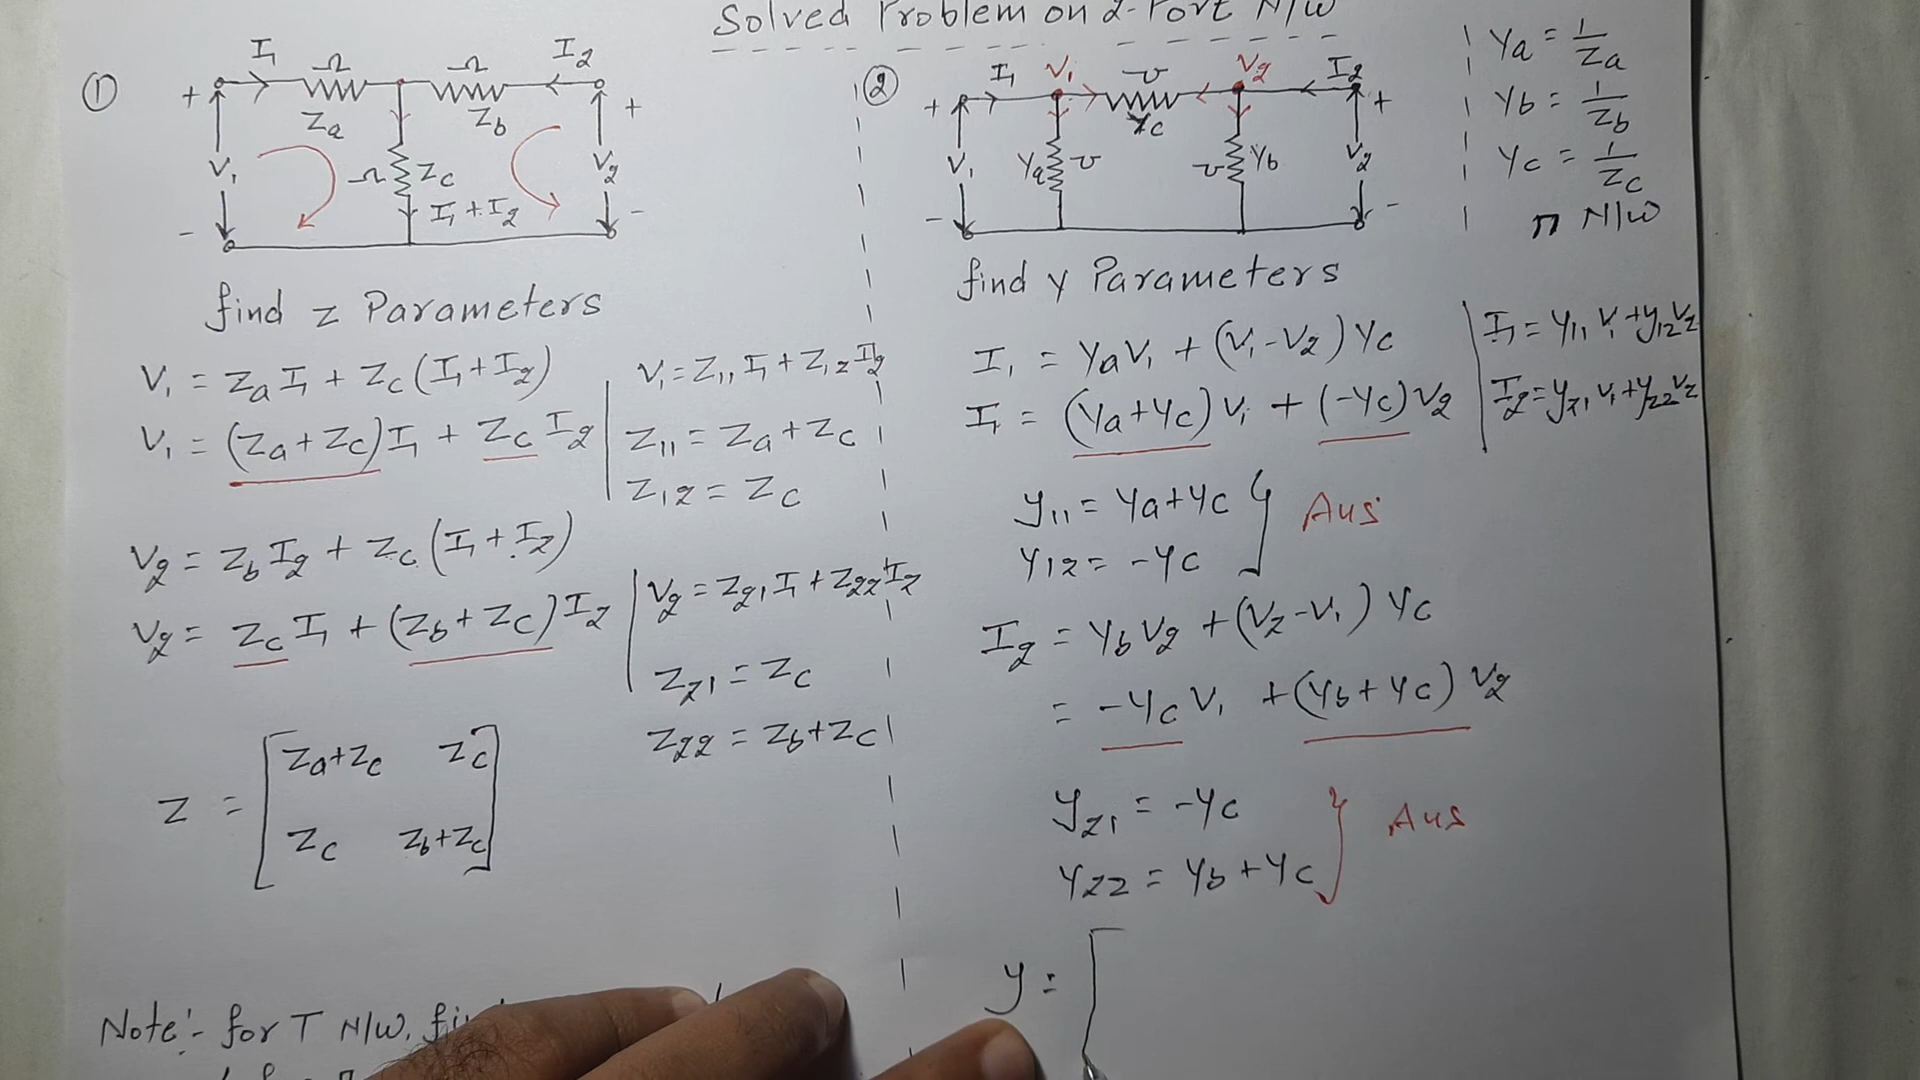 Solved Problem on 2-Port N/W
①
I₁ Ω Ω I₂
+ Za Zb +
V₁ Ω Zc V₂
I₁ + I₂
- -
find z Parameters
V₁ = Za I₁ + Zc (I₁+I₂)
V₁ = (Za+Zc) I₁ + Zc I₂
V₁ = Z₁₁ I₁ + Z₁₂ I₂
Z₁₁ = Za + Zc
Z₁₂ = Zc
V₂ = Zb I₂ + Zc (I₁+I₂)
V₂ = Zc I₁ + (Zb+Zc) I₂
V₂ = Z₂₁ I₁ + Z₂₂ I₂
Z₂₁ = Zc
Z₂₂ = Zb+Zc
Z = [Za+Zc Zc
Zc Zb+Zc]
Note:- for T N/W,
②
I₁ V₁ ℧ V₂ I₂
+ Yc +
V₁ Ya ℧ ℧ Yb V₂
- -
Ya = 1/Za
Yb = 1/Zb
Yc = 1/Zc
π N/W
find y Parameters
I₁ = Ya V₁ + (V₁-V₂) Yc
I₁ = (Ya+Yc) V₁ + (-Yc) V₂
I₁ = y₁₁ V₁ + y₁₂ V₂
I₂ = y₂₁ V₁ + y₂₂ V₂
y₁₁ = Ya+Yc } Ans
y₁₂ = -Yc
I₂ = Yb V₂ + (V₂-V₁) Yc
= -Yc V₁ + (Yb+Yc) V₂
y₂₁ = -Yc } Ans
y₂₂ = Yb+Yc
y = [